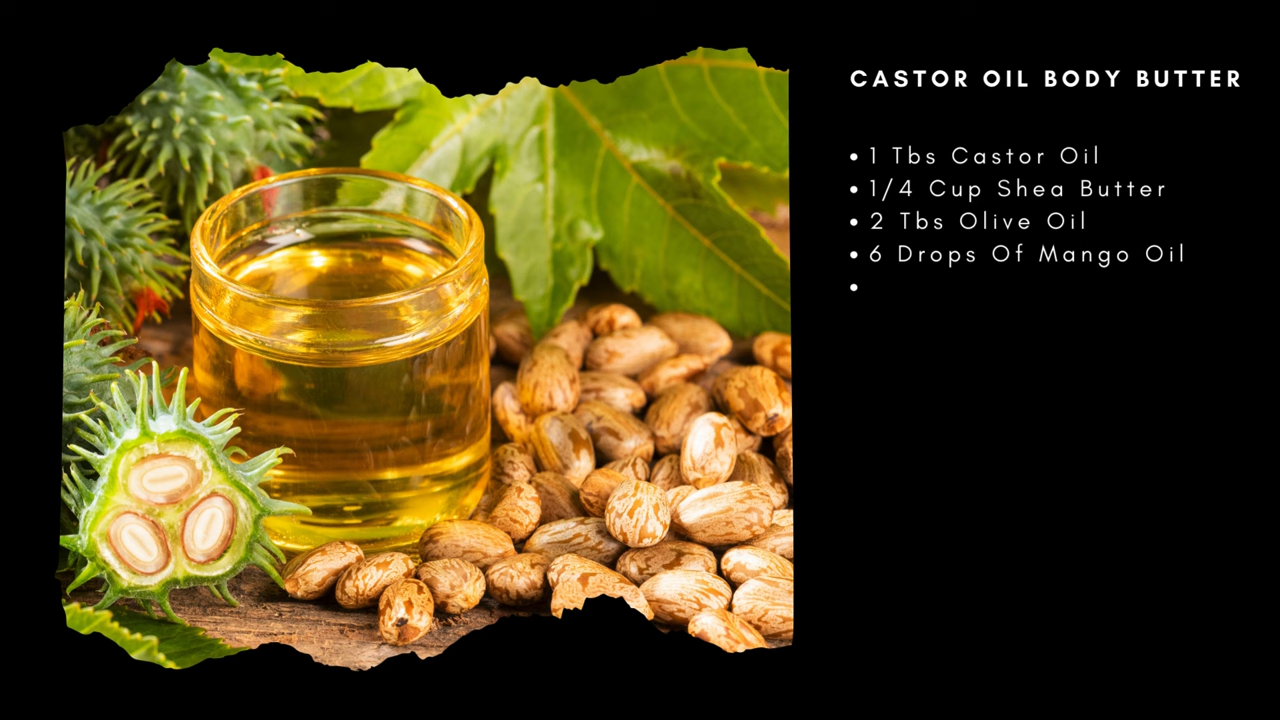 CASTOR OIL BODY BUTTER
• 1 Tbs Castor Oil
• 1/4 Cup Shea Butter
• 2 Tbs Olive Oil
• 6 Drops Of Mango Oil
•